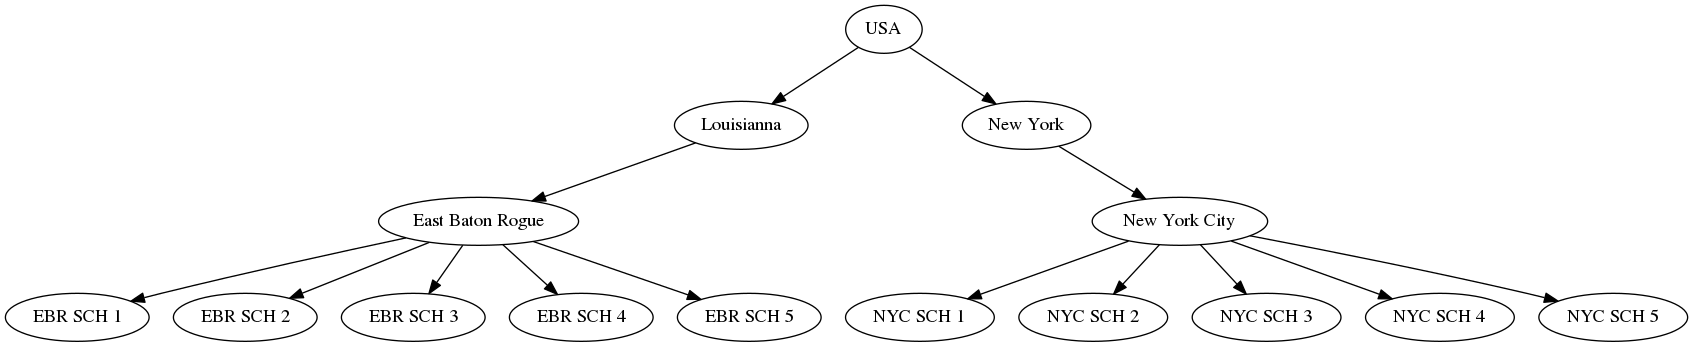 USA
Louisianna
New York
East Baton Rogue
New York City
EBR SCH 1
EBR SCH 2
EBR SCH 3
EBR SCH 4
EBR SCH 5
NYC SCH 1
NYC SCH 2
NYC SCH 3
NYC SCH 4
NYC SCH 5